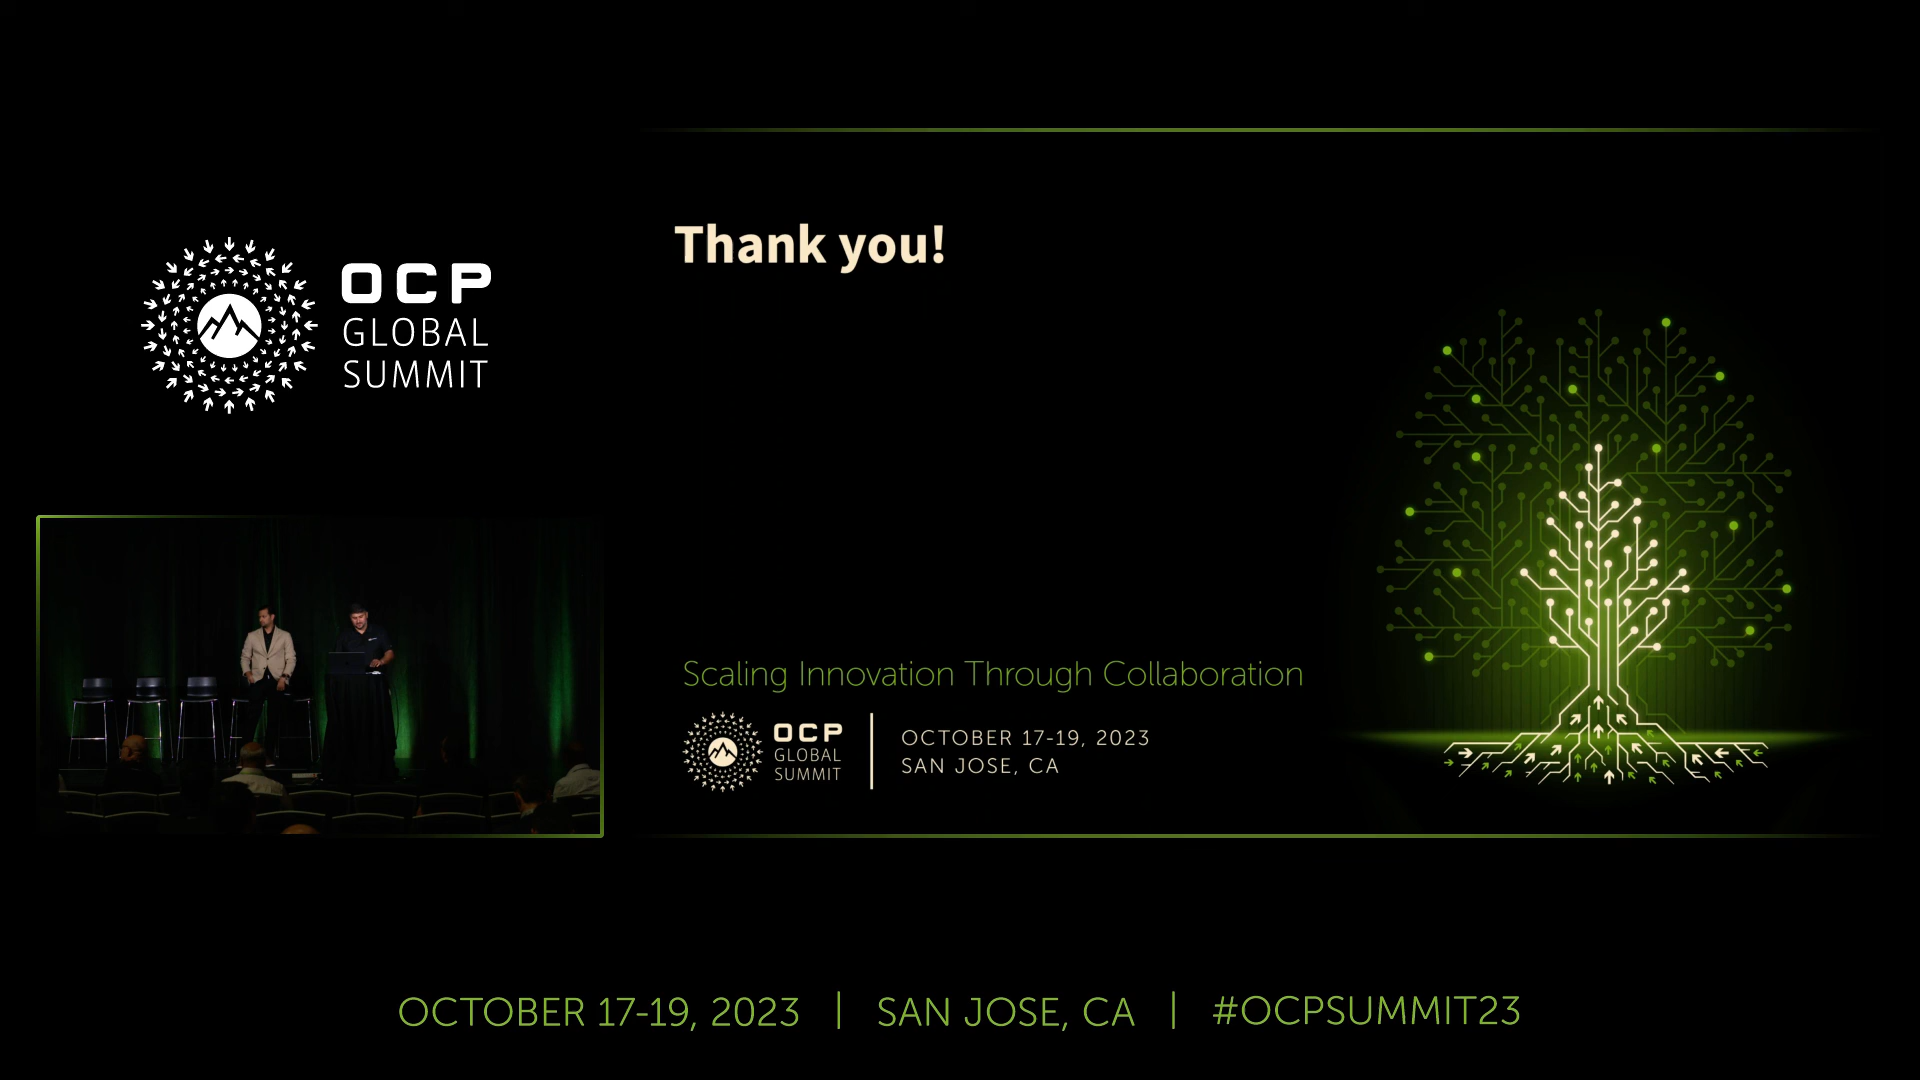 OCP
GLOBAL
SUMMIT
Thank you!
Scaling Innovation Through Collaboration
OCP
GLOBAL
SUMMIT
OCTOBER 17-19, 2023
SAN JOSE, CA
OCTOBER 17-19, 2023 | SAN JOSE, CA | #OCPSUMMIT23